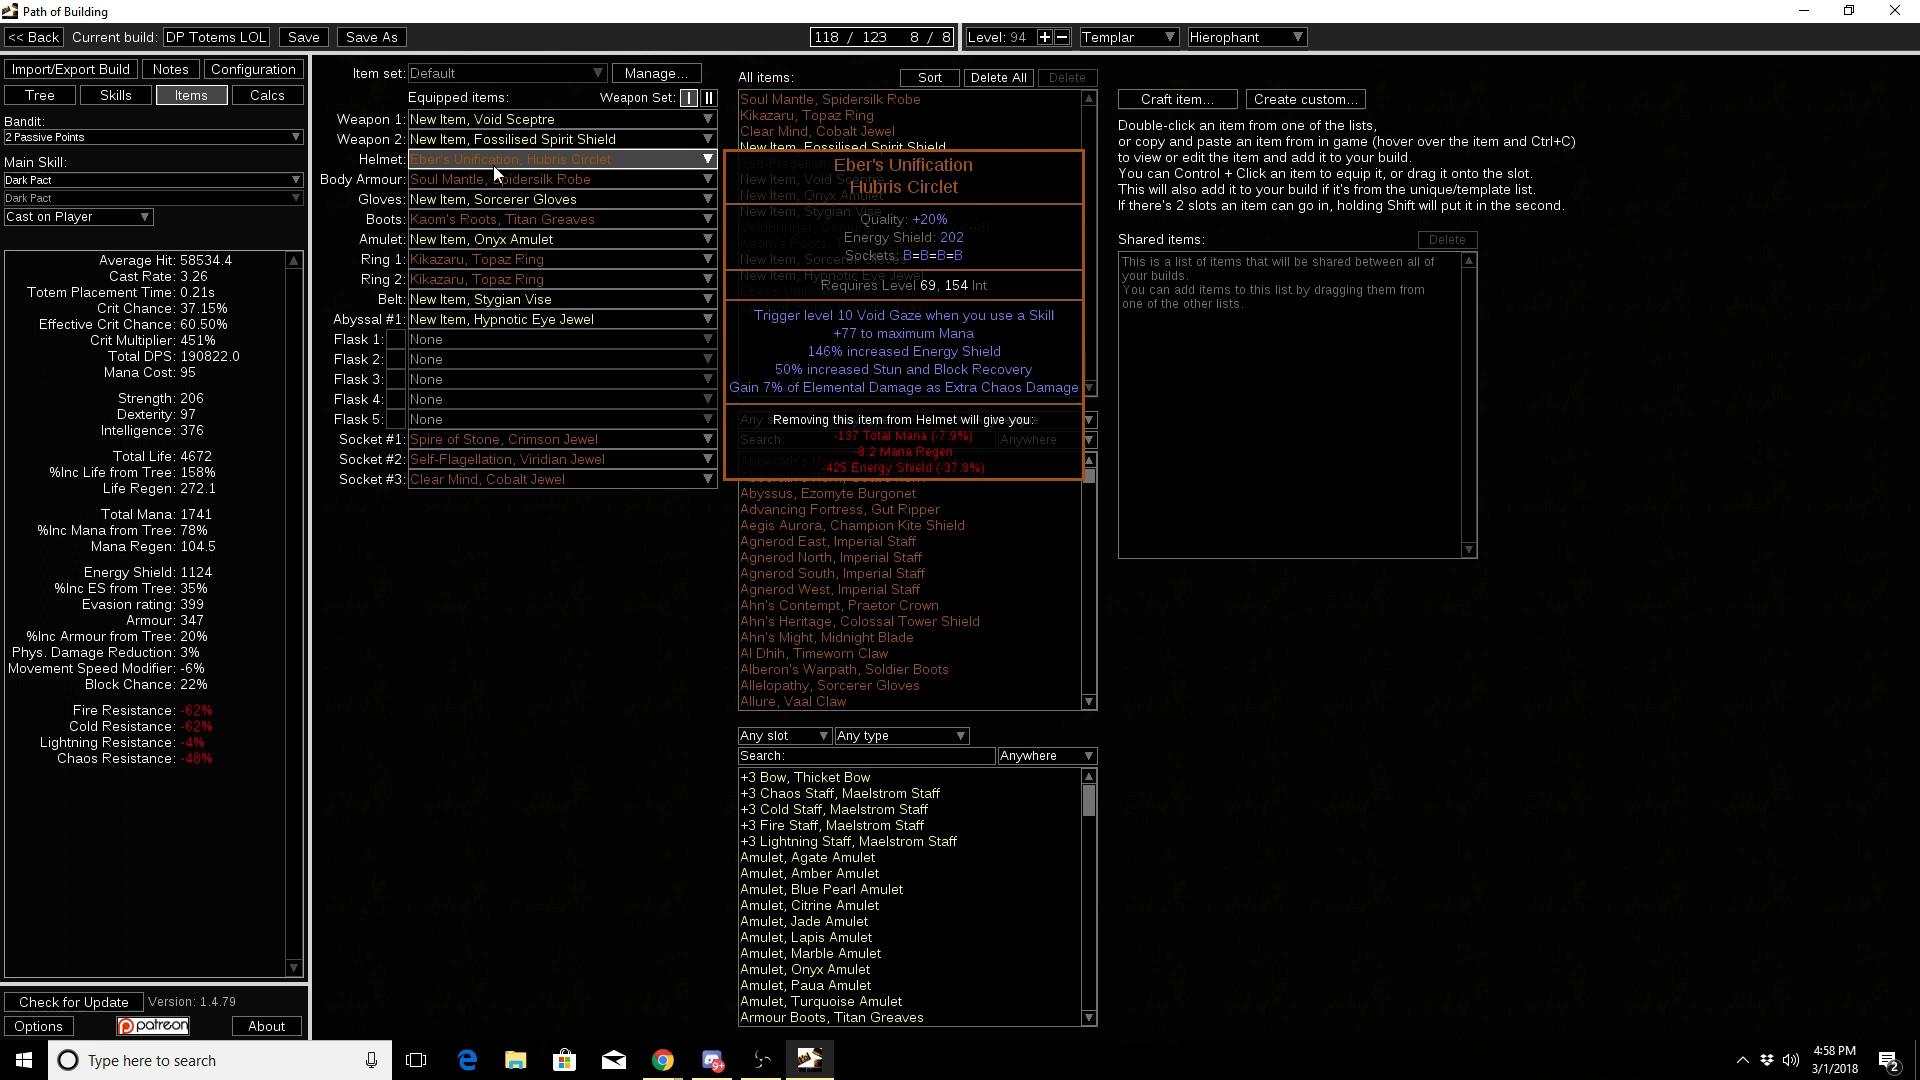 Path of Building
<< Back
Current build: DP Totems LOL
Save
Save As
118 / 123   8 / 8
Level: 94
+
Templar
Hierophant
Import/Export Build
Notes
Configuration
Tree
Skills
Items
Calcs
Bandit:
2 Passive Points
Main Skill:
Dark Pact
Dark Pact
Cast on Player
Average Hit: 58534.4
Cast Rate: 3.26
Totem Placement Time: 0.21s
Crit Chance: 37.15%
Effective Crit Chance: 60.50%
Crit Multiplier: 451%
Total DPS: 190822.0
Mana Cost: 95
Strength: 206
Dexterity: 97
Intelligence: 376
Total Life: 4672
%Inc Life from Tree: 158%
Life Regen: 272.1
Total Mana: 1741
%Inc Mana from Tree: 78%
Mana Regen: 104.5
Energy Shield: 1124
%Inc ES from Tree: 35%
Evasion rating: 399
Armour: 347
%Inc Armour from Tree: 20%
Phys. Damage Reduction: 3%
Movement Speed Modifier: -6%
Block Chance: 22%
Fire Resistance: -62%
Cold Resistance: -62%
Lightning Resistance: -4%
Chaos Resistance: -48%
Check for Update
Version: 1.4.79
Options
patreon
About
Item set: Default
Manage...
Equipped items:
Weapon Set: I II
Weapon 1: New Item, Void Sceptre
Weapon 2: New Item, Fossilised Spirit Shield
Helmet: Eber's Unification, Hubris Circlet
Body Armour: Soul Mantle, Spidersilk Robe
Gloves: New Item, Sorcerer Gloves
Boots: Kaom's Roots, Titan Greaves
Amulet: New Item, Onyx Amulet
Ring 1: Kikazaru, Topaz Ring
Ring 2: Kikazaru, Topaz Ring
Belt: New Item, Stygian Vise
Abyssal #1: New Item, Hypnotic Eye Jewel
Flask 1: None
Flask 2: None
Flask 3: None
Flask 4: None
Flask 5: None
Socket #1: Spire of Stone, Crimson Jewel
Socket #2: Self-Flagellation, Viridian Jewel
Socket #3: Clear Mind, Cobalt Jewel
All items:
Sort
Delete All
Delete
Soul Mantle, Spidersilk Robe
Kikazaru, Topaz Ring
Clear Mind, Cobalt Jewel
New Item, Fossilised Spirit Shield
Eber's Unification
Hubris Circlet
Quality: +20%
Energy Shield: 202
Sockets: B=B=B=B
Requires Level 69, 154 Int
Trigger level 10 Void Gaze when you use a Skill
+77 to maximum Mana
146% increased Energy Shield
50% increased Stun and Block Recovery
Gain 7% of Elemental Damage as Extra Chaos Damage
Removing this item from Helmet will give you:
-137 Total Mana (-7.9%)
-8.2 Mana Regen
-425 Energy Shield (-37.8%)
Search:
Anywhere
Abyssus, Ezomyte Burgonet
Advancing Fortress, Gut Ripper
Aegis Aurora, Champion Kite Shield
Agnerod East, Imperial Staff
Agnerod North, Imperial Staff
Agnerod South, Imperial Staff
Agnerod West, Imperial Staff
Ahn's Contempt, Praetor Crown
Ahn's Heritage, Colossal Tower Shield
Ahn's Might, Midnight Blade
Al Dhih, Timeworn Claw
Alberon's Warpath, Soldier Boots
Allelopathy, Sorcerer Gloves
Allure, Vaal Claw
Any slot
Any type
Search:
Anywhere
+3 Bow, Thicket Bow
+3 Chaos Staff, Maelstrom Staff
+3 Cold Staff, Maelstrom Staff
+3 Fire Staff, Maelstrom Staff
+3 Lightning Staff, Maelstrom Staff
Amulet, Agate Amulet
Amulet, Amber Amulet
Amulet, Blue Pearl Amulet
Amulet, Citrine Amulet
Amulet, Jade Amulet
Amulet, Lapis Amulet
Amulet, Marble Amulet
Amulet, Onyx Amulet
Amulet, Paua Amulet
Amulet, Turquoise Amulet
Armour Boots, Titan Greaves
Craft item...
Create custom...
Double-click an item from one of the lists,
or copy and paste an item from in game (hover over the item and Ctrl+C)
to view or edit the item and add it to your build.
You can Control + Click an item to equip it, or drag it onto the slot.
This will also add it to your build if it's from the unique/template list.
If there's 2 slots an item can go in, holding Shift will put it in the second.
Shared items:
Delete
This is a list of items that will be shared between all of
your builds.
You can add items to this list by dragging them from
one of the other lists.
Type here to search
9+
4:58 PM
3/1/2018
2